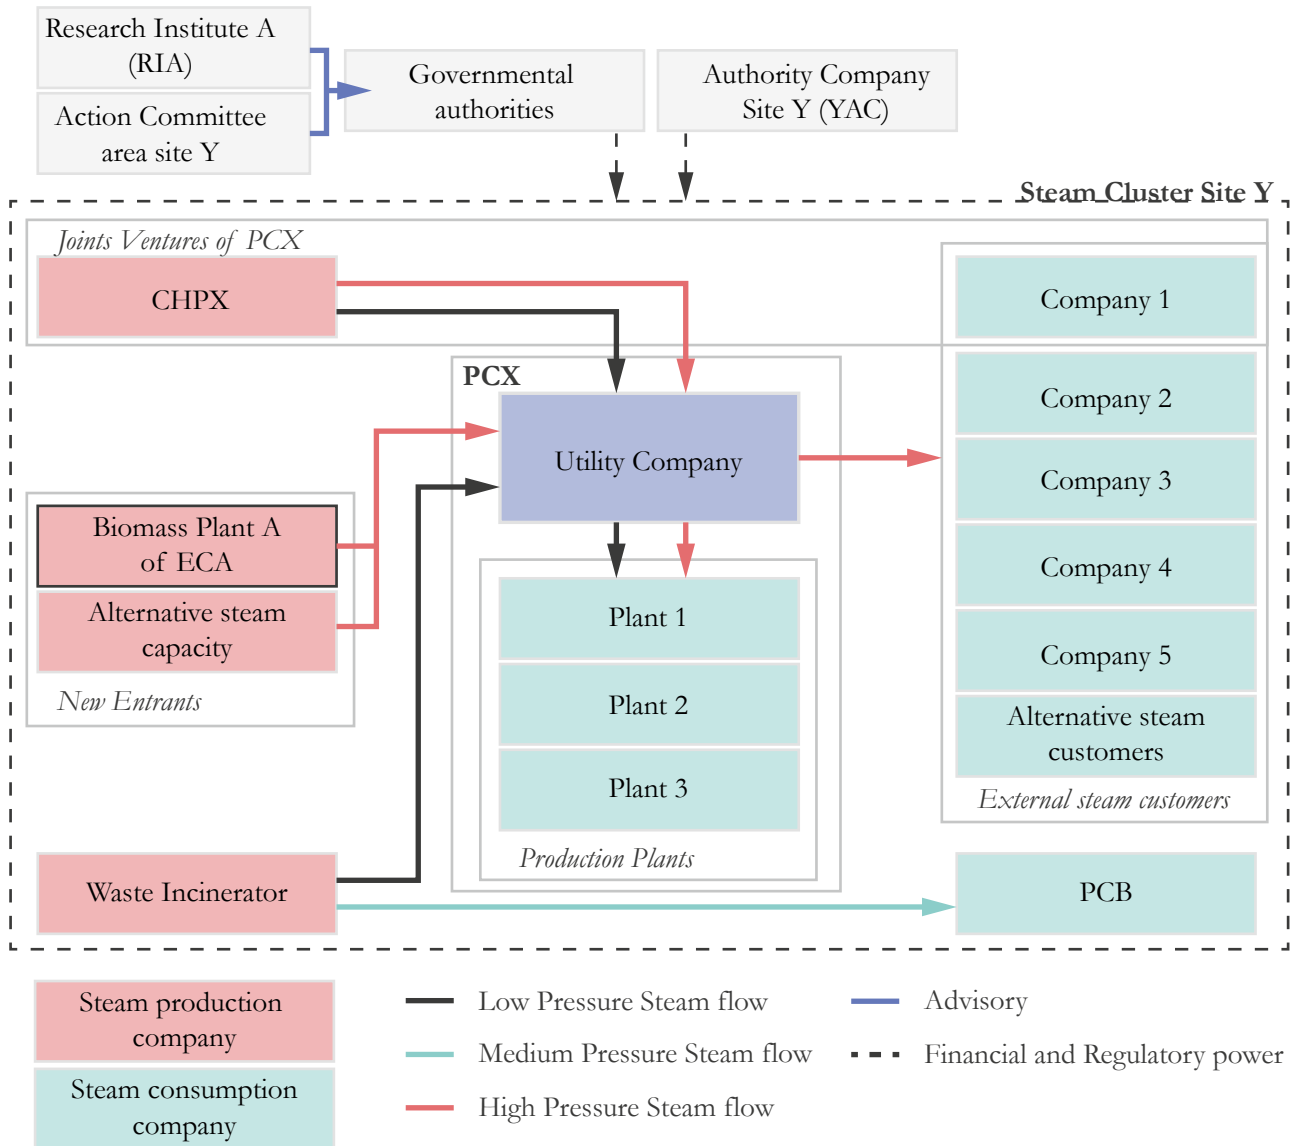 Research Institute A
(RIA)
Action Committee
area site Y
Governmental
authorities
Authority Company
Site Y (YAC)
Steam Cluster Site Y
Joints Ventures of PCX
CHPX
Company 1
PCX
Utility Company
Company 2
Company 3
Company 4
Company 5
Alternative steam
customers
External steam customers
Biomass Plant A
of ECA
Alternative steam
capacity
New Entrants
Plant 1
Plant 2
Plant 3
Production Plants
Waste Incinerator
PCB
Steam production
company
Steam consumption
company
Low Pressure Steam flow
Medium Pressure Steam flow
High Pressure Steam flow
Advisory
Financial and Regulatory power